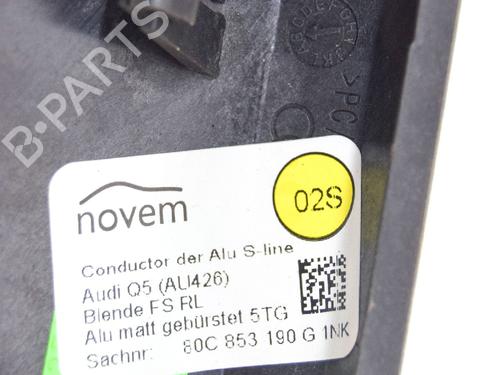 B-PARTS
>PC
novem
02S
Conductor der Alu S-line
Audi Q5 (AU426)
Blende FS RL
Alu matt gebürstet 5TG
Sachnr: 80C 853 190 G 1NK